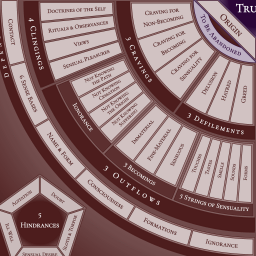 Tru
Origin
To Be Abandoned
Craving for
Non-Becoming
Craving for
Becoming
Craving for
Sensuality
3 Cravings
Delusion
Hatred
Greed
3 Defilements
Doctrines of the Self
Rituals & Observances
Views
Sensual Pleasures
4 Clingings
Contact
6 Sense Bases
Name & Form
Consciousness
Formations
Ignorance
Not Knowing
the Path
Not Knowing
Cessation
Not Knowing
the Origin
Not Knowing
Suffering
Ignorance
Immaterial
Fine-Material
Sensuous
3 Becomings
3 Outflows
Touches
Tastes
Smells
Sounds
Forms
5 Strings of Sensuality
Agitation
Doubt
Sloth & Torpor
Sensual Desire
Ill Will
5
Hindrances